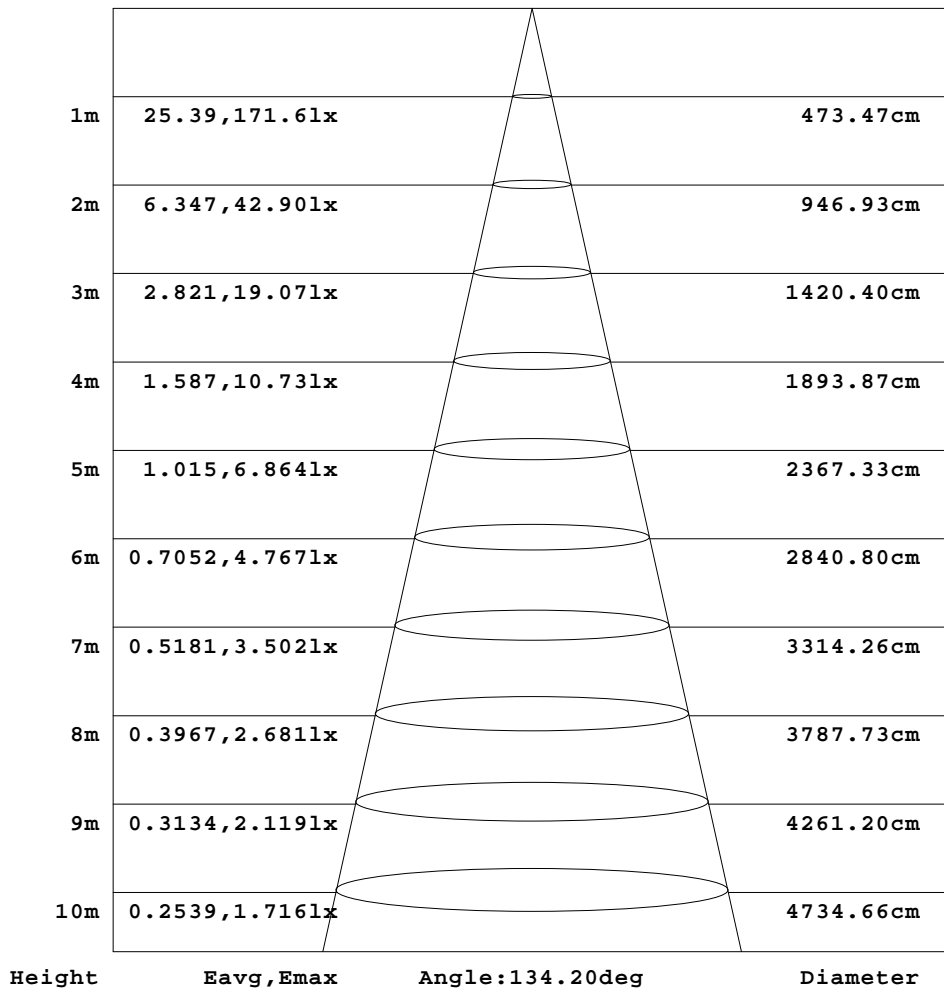 1m 25.39,171.6lx 473.47cm
2m 6.347,42.90lx 946.93cm
3m 2.821,19.07lx 1420.40cm
4m 1.587,10.73lx 1893.87cm
5m 1.015,6.864lx 2367.33cm
6m 0.7052,4.767lx 2840.80cm
7m 0.5181,3.502lx 3314.26cm
8m 0.3967,2.681lx 3787.73cm
9m 0.3134,2.119lx 4261.20cm
10m 0.2539,1.716lx 4734.66cm
Height Eavg,Emax Angle:134.20deg Diameter